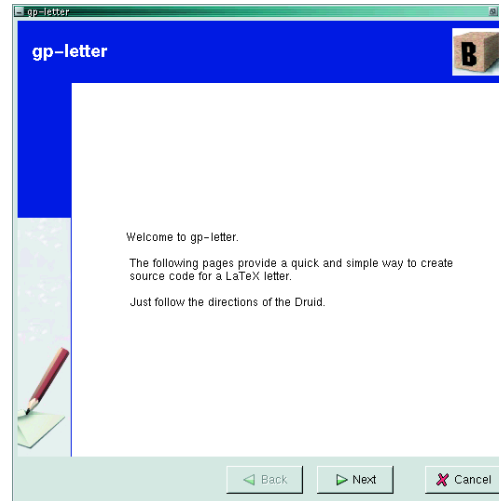 gp-letter
gp-letter
B
Welcome to gp-letter.
The following pages provide a quick and simple way to create
source code for a LaTeX letter.
Just follow the directions of the Druid.
Back
Next
Cancel